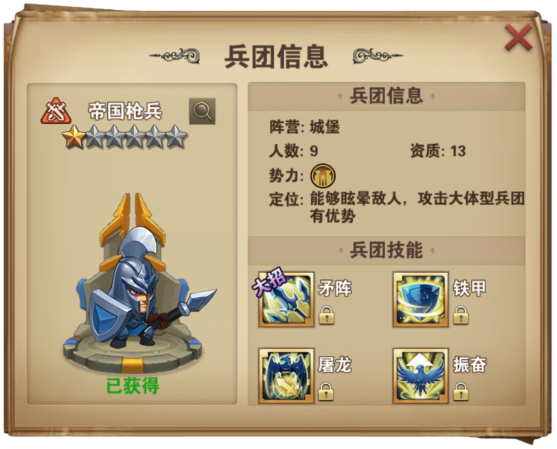 兵团信息
帝国枪兵
已获得
兵团信息
阵营: 城堡
人数: 9 资质: 13
势力:
定位: 能够眩晕敌人，攻击大体型兵团
有优势
兵团技能
大招 矛阵 铁甲
屠龙 振奋